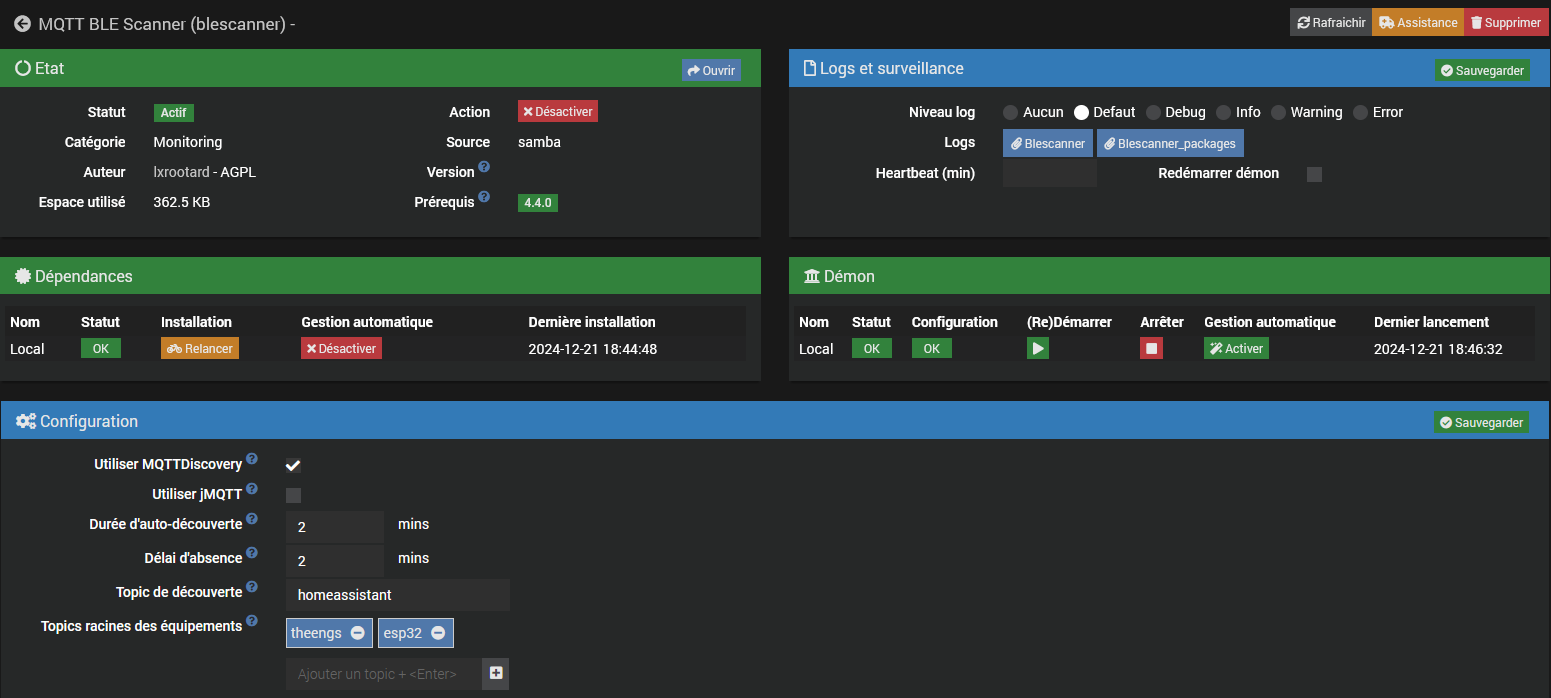 MQTT BLE Scanner (blescanner) -
Rafraichir Assistance Supprimer
Etat
Ouvrir
Statut Actif Action Désactiver
Catégorie Monitoring Source samba
Auteur lxrootard - AGPL Version ?
Espace utilisé 362.5 KB Prérequis ? 4.4.0
Logs et surveillance
Sauvegarder
Niveau log Aucun Defaut Debug Info Warning Error
Logs Blescanner Blescanner_packages
Heartbeat (min) Redémarrer démon
Dépendances
Nom Statut Installation Gestion automatique Dernière installation
Local OK Relancer Désactiver 2024-12-21 18:44:48
Démon
Nom Statut Configuration (Re)Démarrer Arrêter Gestion automatique Dernier lancement
Local OK OK Activer 2024-12-21 18:46:32
Configuration
Sauvegarder
Utiliser MQTTDiscovery ?
Utiliser jMQTT ?
Durée d'auto-découverte ? 2 mins
Délai d'absence ? 2 mins
Topic de découverte ? homeassistant
Topics racines des équipements ? theengs esp32
Ajouter un topic + <Enter>